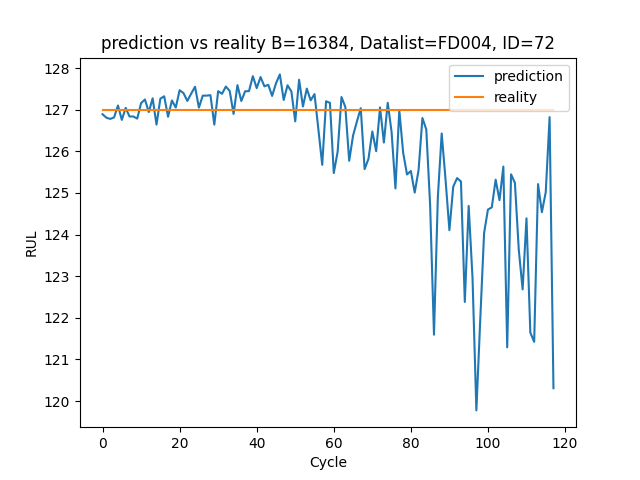 prediction vs reality B=16384, Datalist=FD004, ID=72
prediction
reality
128
127
126
125
124
123
122
121
120
RUL
0 20 40 60 80 100 120
Cycle